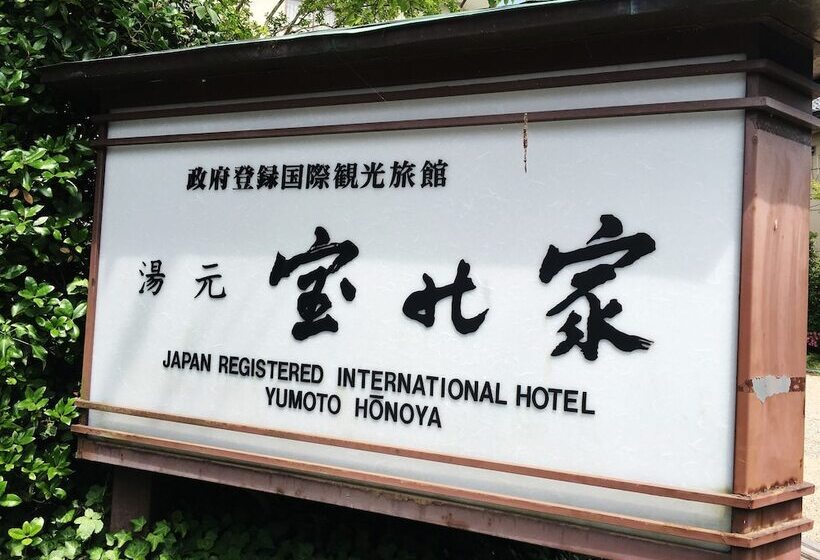 政府登録国際観光旅館
湯元 宝乃家
JAPAN REGISTERED INTERNATIONAL HOTEL
YUMOTO HŌNOYA